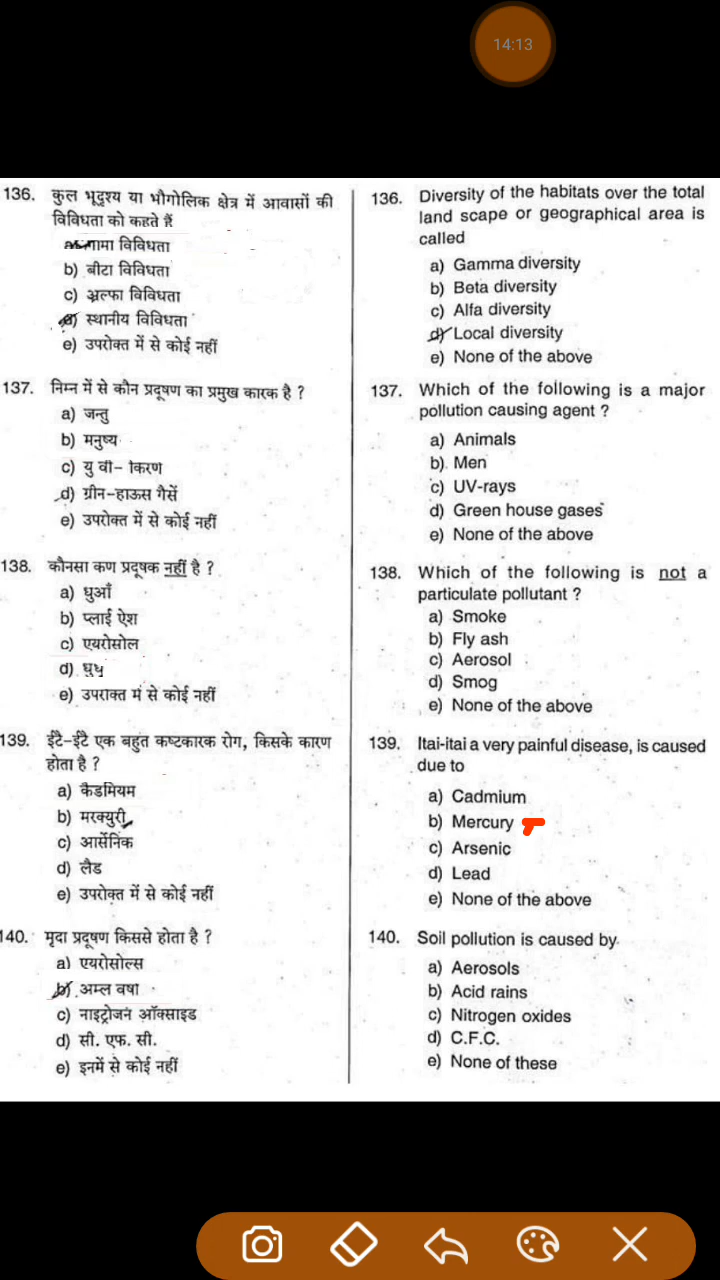 14:13
136. कुल भूदृश्य या भौगोलिक क्षेत्र में आवासों की
विविधता को कहते हैं
गामा विविधता
b) बीटा विविधता
c) अल्फा विविधता
d) स्थानीय विविधता
e) उपरोक्त में से कोई नहीं
137. निम्न में से कौन प्रदूषण का प्रमुख कारक है ?
a) जन्तु
b) मनुष्य
c) यु वी- किरण
d) ग्रीन-हाऊस गैसें
e) उपरोक्त में से कोई नहीं
138. कौनसा कण प्रदूषक नहीं है ?
a) धुआँ
b) फ्लाई ऐश
c) एयरोसोल
d)
e) उपरोक्त में से कोई नहीं
139. ईटै-ईटै एक बहुत कष्टकारक रोग, किसके कारण
होता है ?
a) कैडमियम
b) मरक्युरी
c) आर्सेनिक
d) लैड
e) उपरोक्त में से कोई नहीं
140. मृदा प्रदूषण किससे होता है ?
a) एयरोसोल्स
b) अम्ल वर्षा
c) नाइट्रोजन ऑक्साइड
d) सी. एफ. सी.
e) इनमें से कोई नहीं
136. Diversity of the habitats over the total
land scape or geographical area is
called
a) Gamma diversity
b) Beta diversity
c) Alfa diversity
d) Local diversity
e) None of the above
137. Which of the following is a major
pollution causing agent ?
a) Animals
b) Men
c) UV-rays
d) Green house gases
e) None of the above
138. Which of the following is not a
particulate pollutant ?
a) Smoke
b) Fly ash
c) Aerosol
d) Smog
e) None of the above
139. Itai-itai a very painful disease, is caused
due to
a) Cadmium
b) Mercury
c) Arsenic
d) Lead
e) None of the above
140. Soil pollution is caused by
a) Aerosols
b) Acid rains
c) Nitrogen oxides
d) C.F.C.
e) None of these